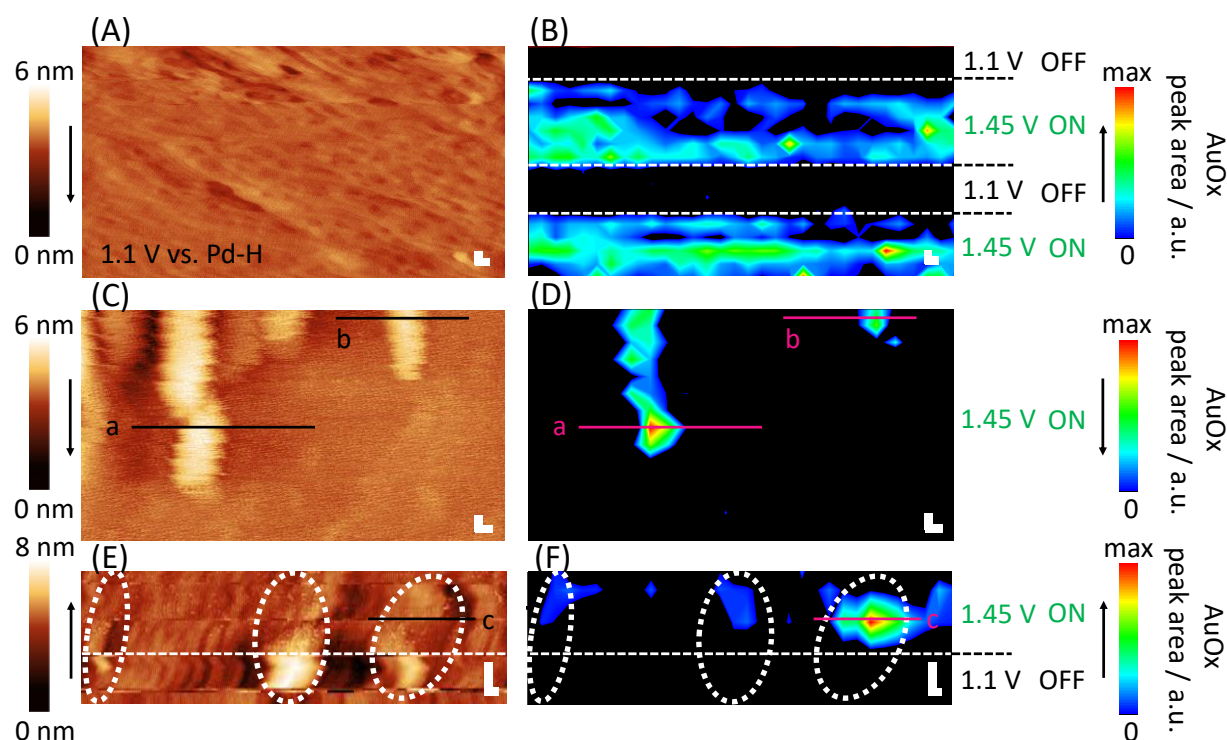 (A)
(B)
6 nm
0 nm
1.1 V vs. Pd-H
1.1 V OFF
1.45 V ON
1.1 V OFF
1.45 V ON
max
0
AuOx
peak area / a.u.
(C)
(D)
6 nm
0 nm
b
a
b
a
1.45 V ON
max
0
AuOx
peak area / a.u.
(E)
(F)
8 nm
0 nm
c
c
1.45 V ON
1.1 V OFF
max
0
AuOx
peak area / a.u.